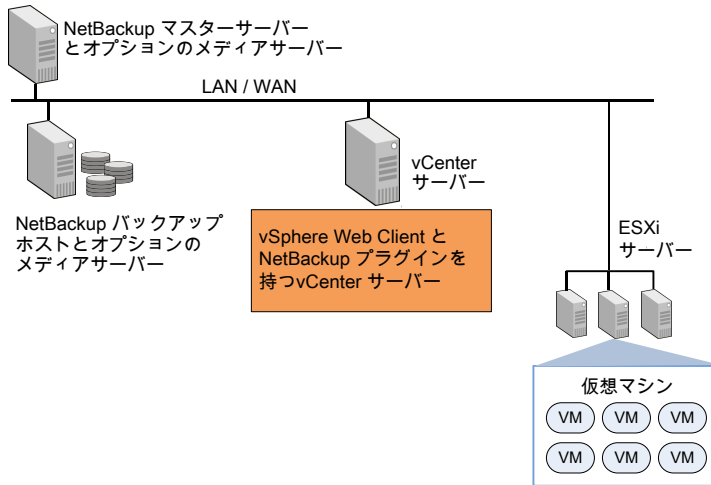 NetBackup マスターサーバー
とオプションのメディアサーバー
LAN / WAN
vCenter
サーバー
NetBackup バックアップ
ホストとオプションの
メディアサーバー
vSphere Web Client と
NetBackup プラグインを
持つvCenter サーバー
ESXi
サーバー
仮想マシン
VM VM VM
VM VM VM